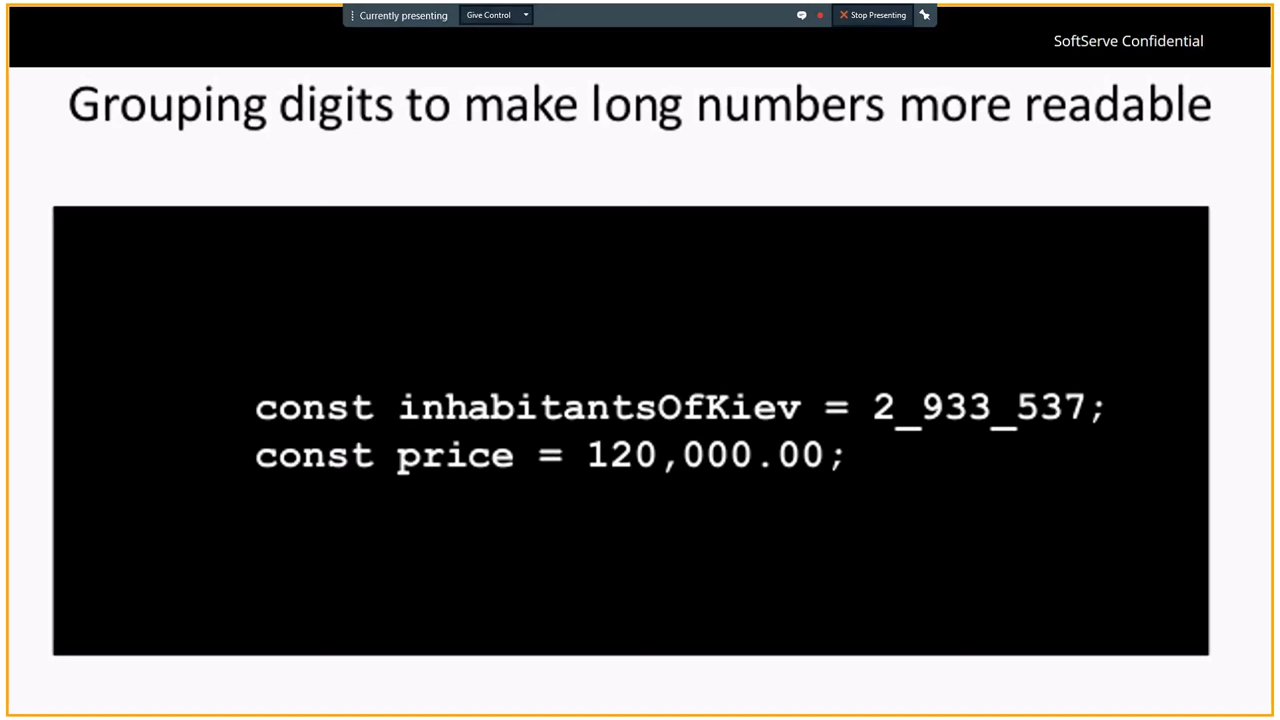 Currently presenting Give Control Stop Presenting
SoftServe Confidential
Grouping digits to make long numbers more readable
const inhabitantsOfKiev = 2_933_537;
const price = 120,000.00;